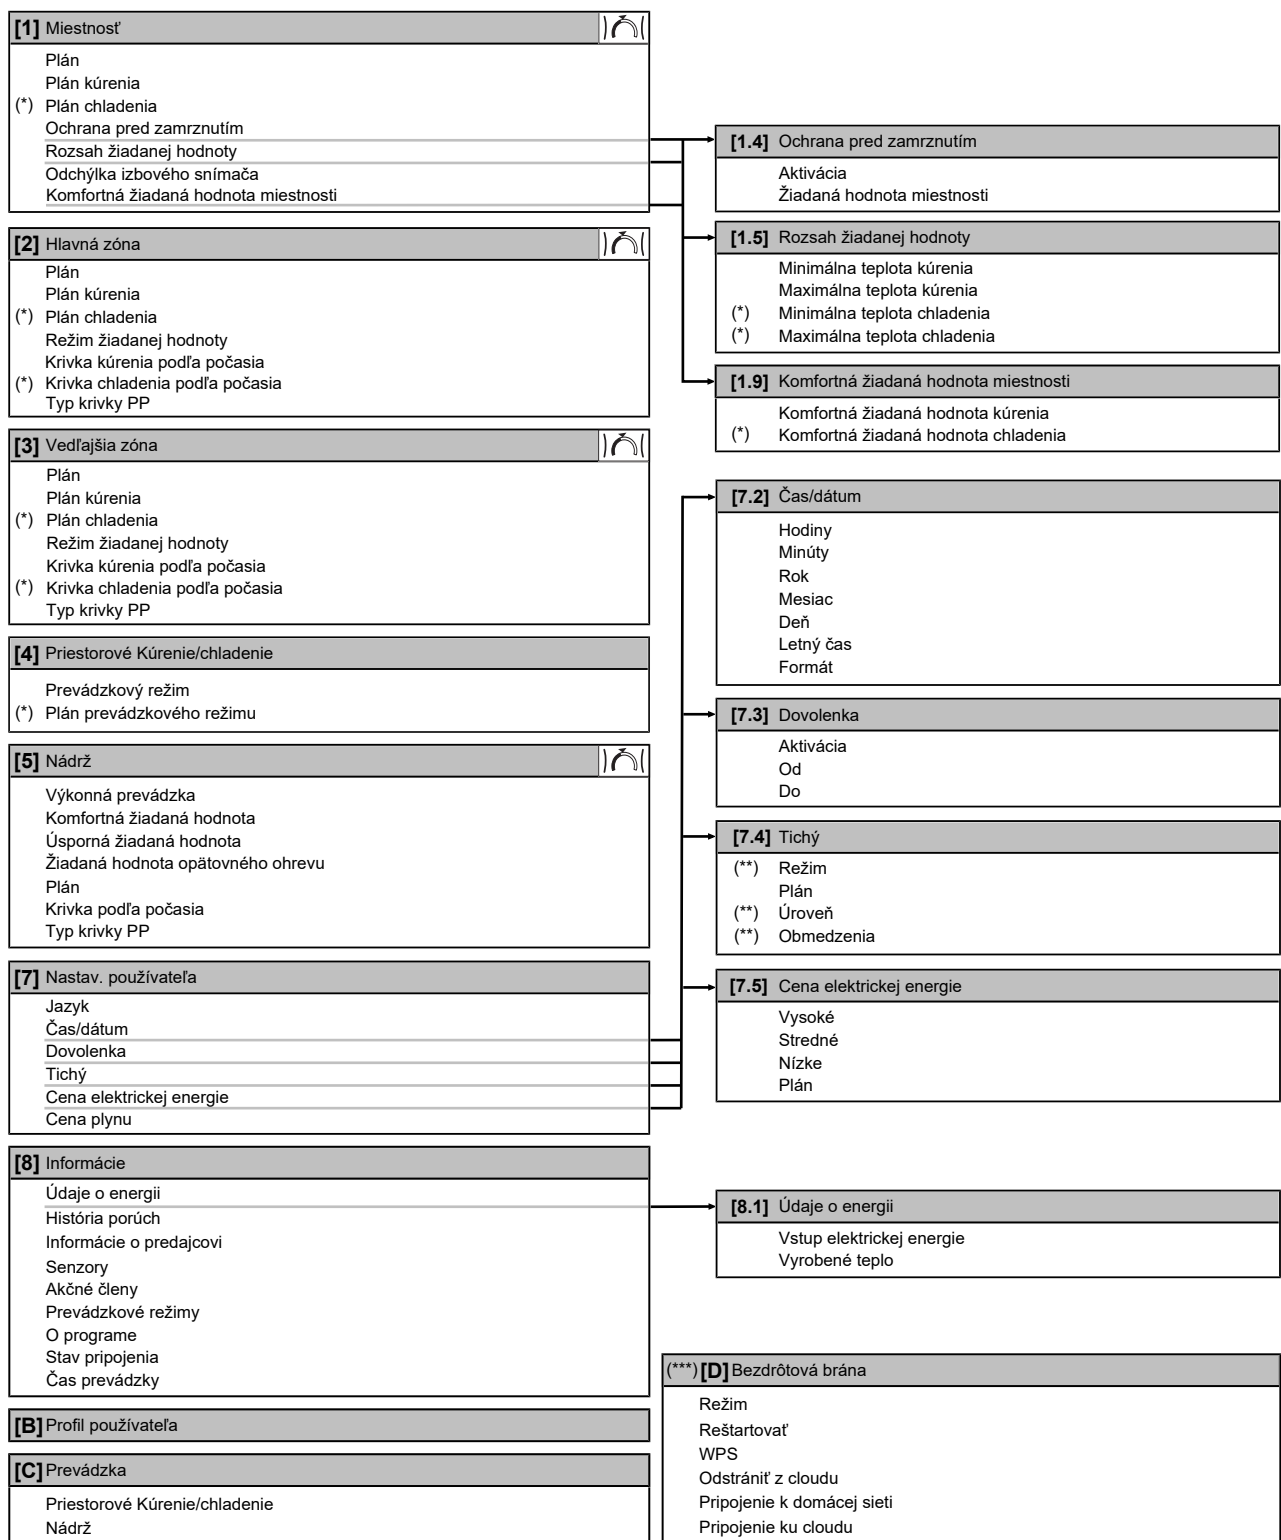 [1] Miestnosť
Plán
Plán kúrenia
(*) Plán chladenia
Ochrana pred zamrznutím
Rozsah žiadanej hodnoty
Odchýlka izbového snímača
Komfortná žiadaná hodnota miestnosti
[2] Hlavná zóna
Plán
Plán kúrenia
(*) Plán chladenia
Režim žiadanej hodnoty
Krivka kúrenia podľa počasia
(*) Krivka chladenia podľa počasia
Typ krivky PP
[3] Vedľajšia zóna
Plán
Plán kúrenia
(*) Plán chladenia
Režim žiadanej hodnoty
Krivka kúrenia podľa počasia
(*) Krivka chladenia podľa počasia
Typ krivky PP
[4] Priestorové Kúrenie/chladenie
Prevádzkový režim
(*) Plán prevádzkového režimu
[5] Nádrž
Výkonná prevádzka
Komfortná žiadaná hodnota
Úsporná žiadaná hodnota
Žiadaná hodnota opätovného ohrevu
Plán
Krivka podľa počasia
Typ krivky PP
[7] Nastav. používateľa
Jazyk
Čas/dátum
Dovolenka
Tichý
Cena elektrickej energie
Cena plynu
[8] Informácie
Údaje o energii
História porúch
Informácie o predajcovi
Senzory
Akčné členy
Prevádzkové režimy
O programe
Stav pripojenia
Čas prevádzky
[B] Profil používateľa
[C] Prevádzka
Priestorové Kúrenie/chladenie
Nádrž
[1.4] Ochrana pred zamrznutím
Aktivácia
Žiadaná hodnota miestnosti
[1.5] Rozsah žiadanej hodnoty
Minimálna teplota kúrenia
Maximálna teplota kúrenia
(*) Minimálna teplota chladenia
(*) Maximálna teplota chladenia
[1.9] Komfortná žiadaná hodnota miestnosti
Komfortná žiadaná hodnota kúrenia
(*) Komfortná žiadaná hodnota chladenia
[7.2] Čas/dátum
Hodiny
Minúty
Rok
Mesiac
Deň
Letný čas
Formát
[7.3] Dovolenka
Aktivácia
Od
Do
[7.4] Tichý
(**) Režim
Plán
(**) Úroveň
(**) Obmedzenia
[7.5] Cena elektrickej energie
Vysoké
Stredné
Nízke
Plán
[8.1] Údaje o energii
Vstup elektrickej energie
Vyrobené teplo
(***) [D] Bezdrôtová brána
Režim
Reštartovať
WPS
Odstrániť z cloudu
Pripojenie k domácej sieti
Pripojenie ku cloudu